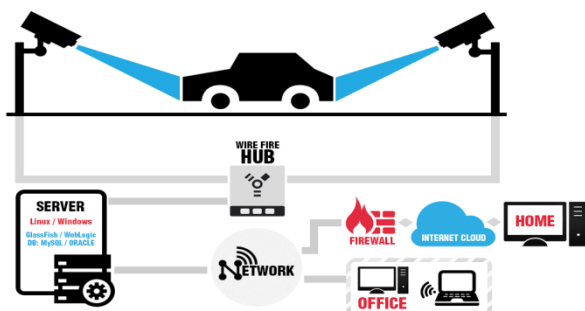 WIRE FIRE
HUB
SERVER
Linux / Windows
GlassFish / WebLogic
DB: MySQL / ORACLE
NETWORK
FIREWALL
INTERNET CLOUD
HOME
OFFICE